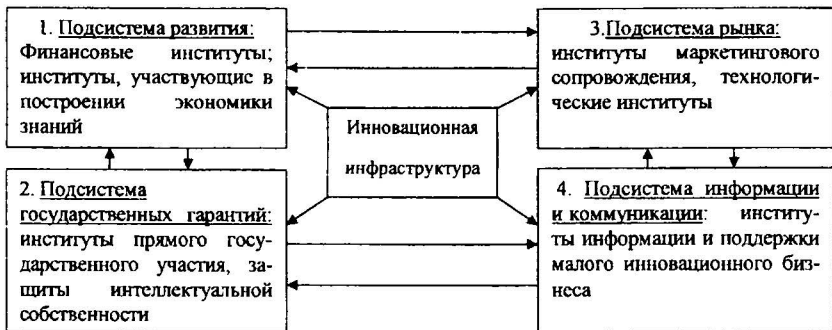 1. Подсистема развития:
Финансовые институты;
институты, участвующие в
построении экономики
знаний
3.Подсистема рынка:
институты маркетингового
сопровождения, технологи-
ческие институты
Инновационная
инфраструктура
2. Подсистема
государственных гарантий:
институты прямого госу-
дарственного участия, за-
щиты интеллектуальной
собственности
4. Подсистема информации
и коммуникации: институ-
ты информации и поддержки
малого инновационного биз-
неса